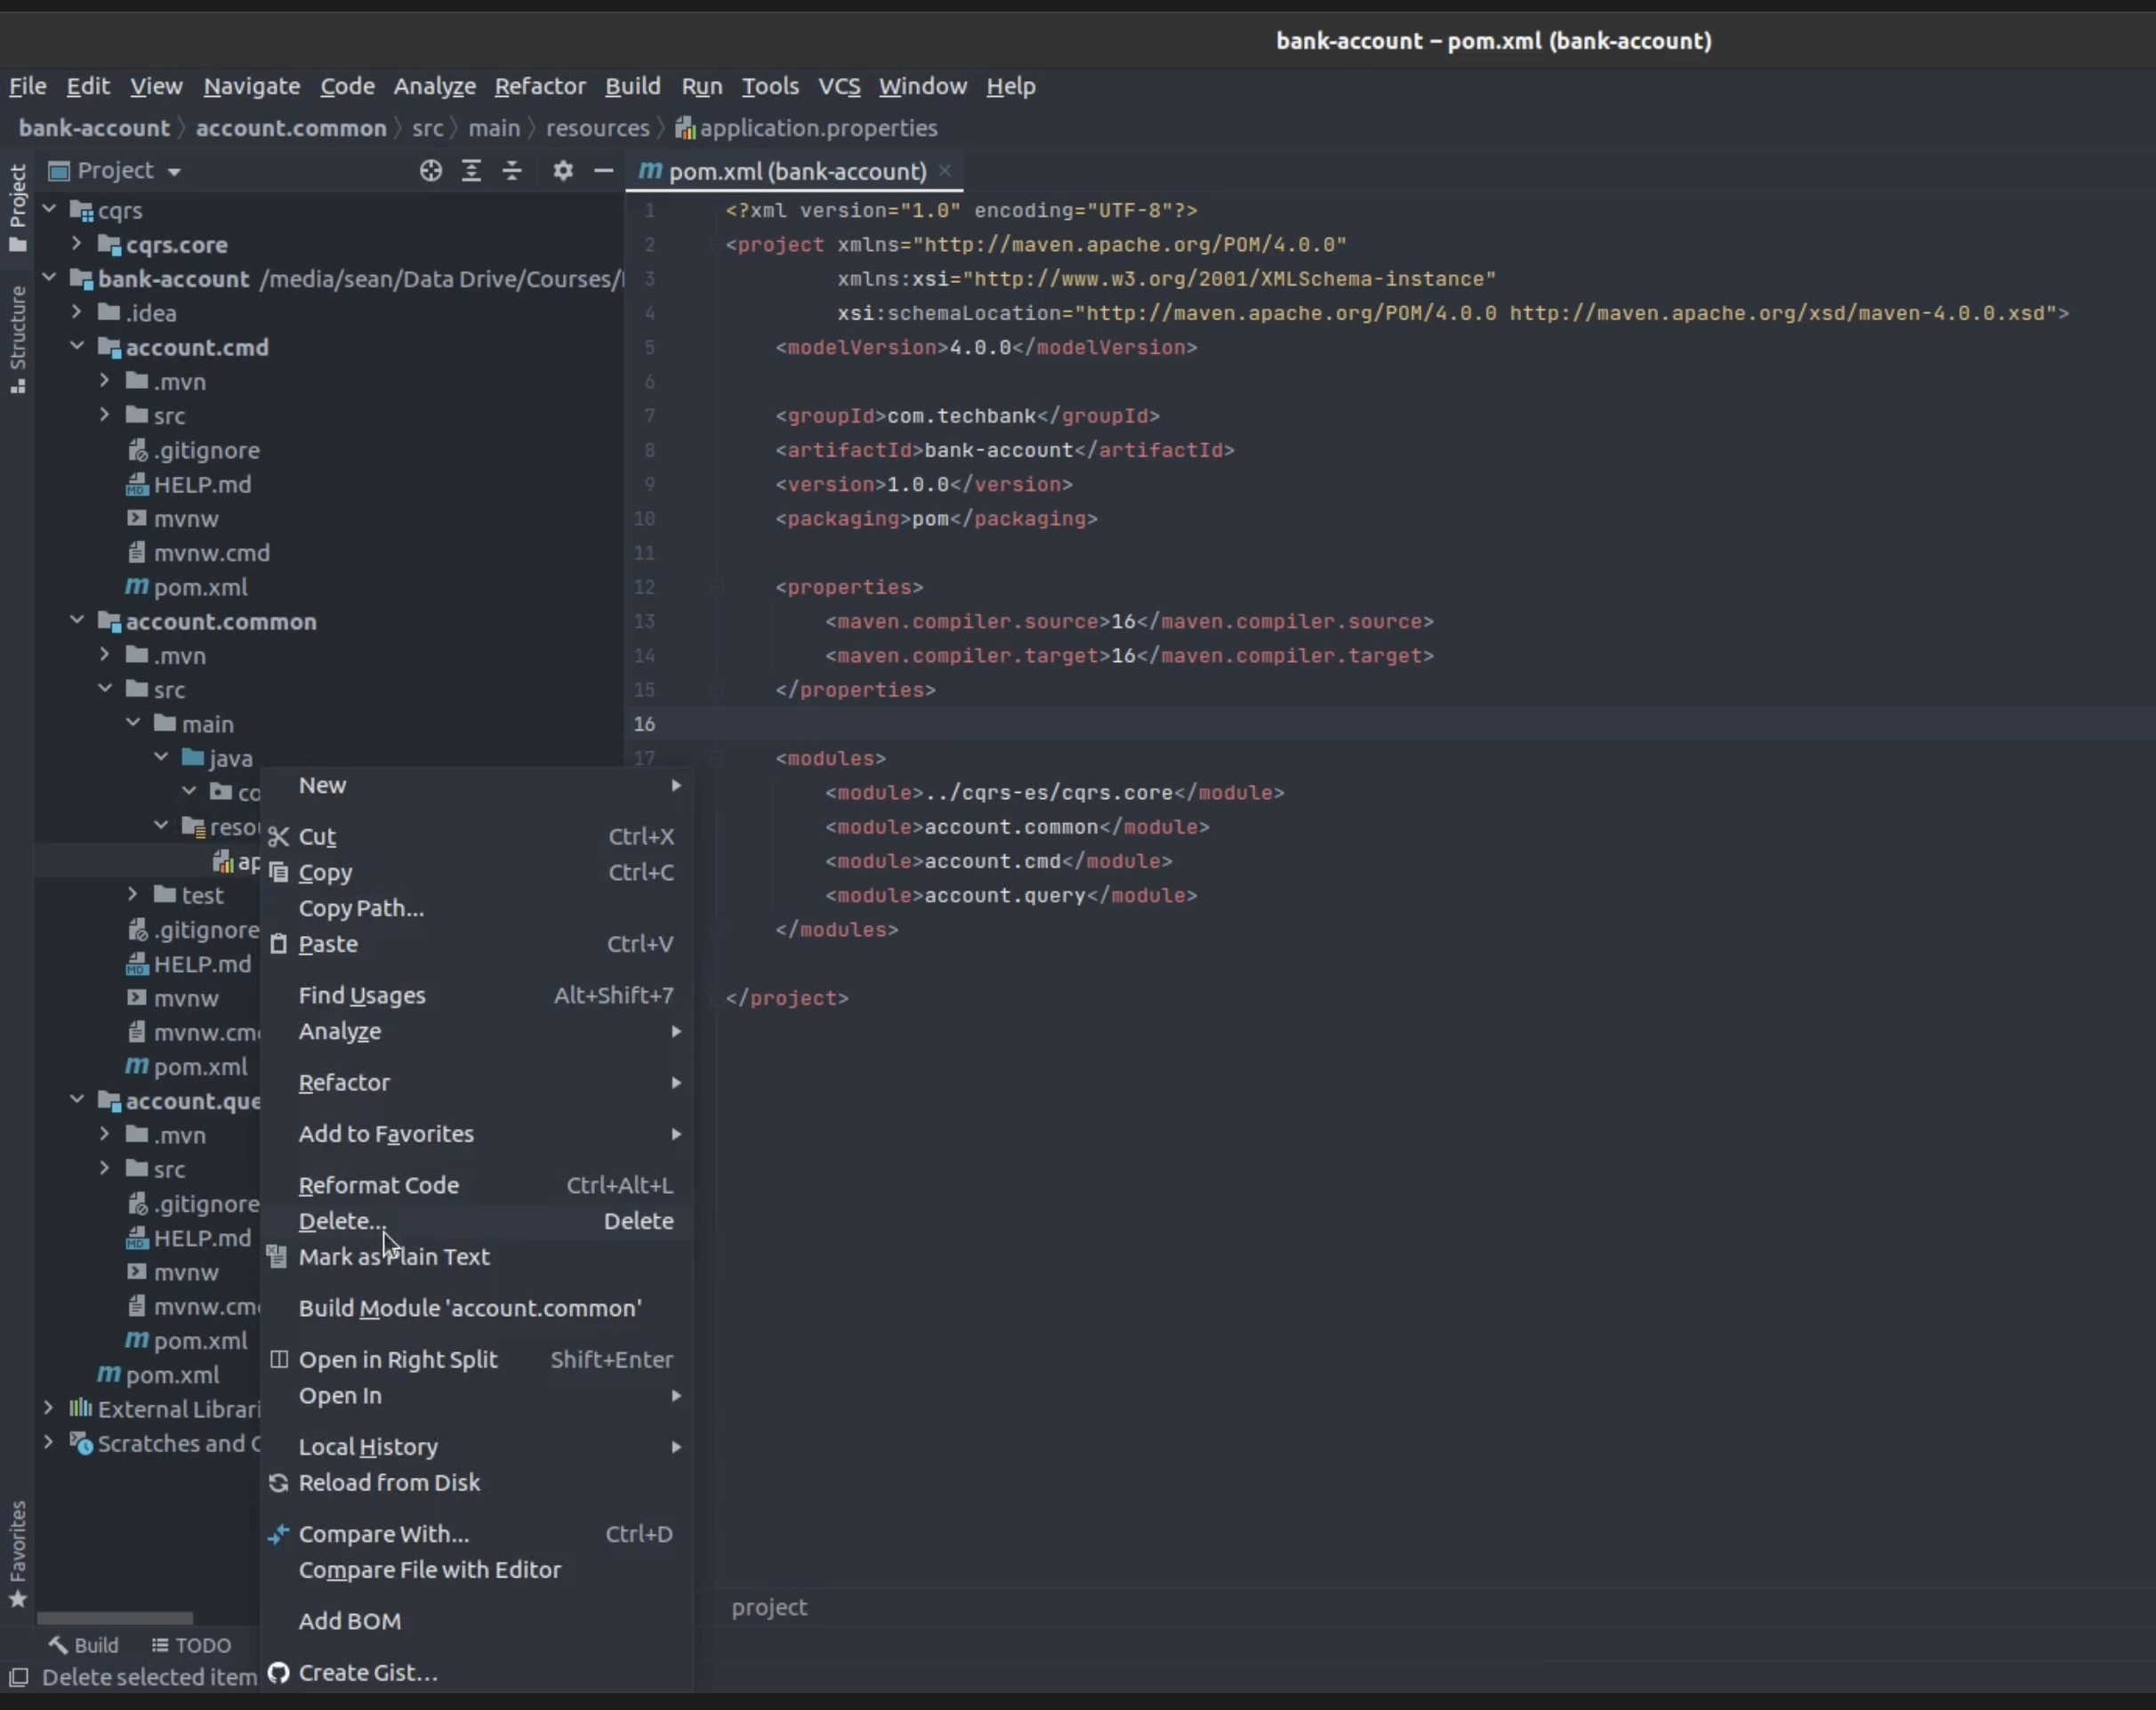 bank-account – pom.xml (bank-account)
File Edit View Navigate Code Analyze Refactor Build Run Tools VCS Window Help
bank-account account.common src main resources application.properties
Project
Structure
Favorites
Project
cqrs
cqrs.core
bank-account /media/sean/Data Drive/Courses/
.idea
account.cmd
.mvn
src
.gitignore
HELP.md
mvnw
mvnw.cmd
pom.xml
account.common
.mvn
src
main
java
co
resou
ap
test
.gitignore
HELP.md
mvnw
mvnw.cm
pom.xml
account.que
.mvn
src
.gitignore
HELP.md
mvnw
mvnw.cm
pom.xml
pom.xml
External Librari
Scratches and C
New
Cut Ctrl+X
Copy Ctrl+C
Copy Path...
Paste Ctrl+V
Find Usages Alt+Shift+7
Analyze
Refactor
Add to Favorites
Reformat Code Ctrl+Alt+L
Delete... Delete
Mark as Plain Text
Build Module 'account.common'
Open in Right Split Shift+Enter
Open In
Local History
Reload from Disk
Compare With... Ctrl+D
Compare File with Editor
Add BOM
Create Gist...
pom.xml (bank-account)
1 <?xml version="1.0" encoding="UTF-8"?>
2 <project xmlns="http://maven.apache.org/POM/4.0.0"
3 xmlns:xsi="http://www.w3.org/2001/XMLSchema-instance"
4 xsi:schemaLocation="http://maven.apache.org/POM/4.0.0 http://maven.apache.org/xsd/maven-4.0.0.xsd">
5 <modelVersion>4.0.0</modelVersion>
6
7 <groupId>com.techbank</groupId>
8 <artifactId>bank-account</artifactId>
9 <version>1.0.0</version>
10 <packaging>pom</packaging>
11
12 <properties>
13 <maven.compiler.source>16</maven.compiler.source>
14 <maven.compiler.target>16</maven.compiler.target>
15 </properties>
16
17 <modules>
<module>../cqrs-es/cqrs.core</module>
<module>account.common</module>
<module>account.cmd</module>
<module>account.query</module>
</modules>
</project>
project
Build TODO
Delete selected item